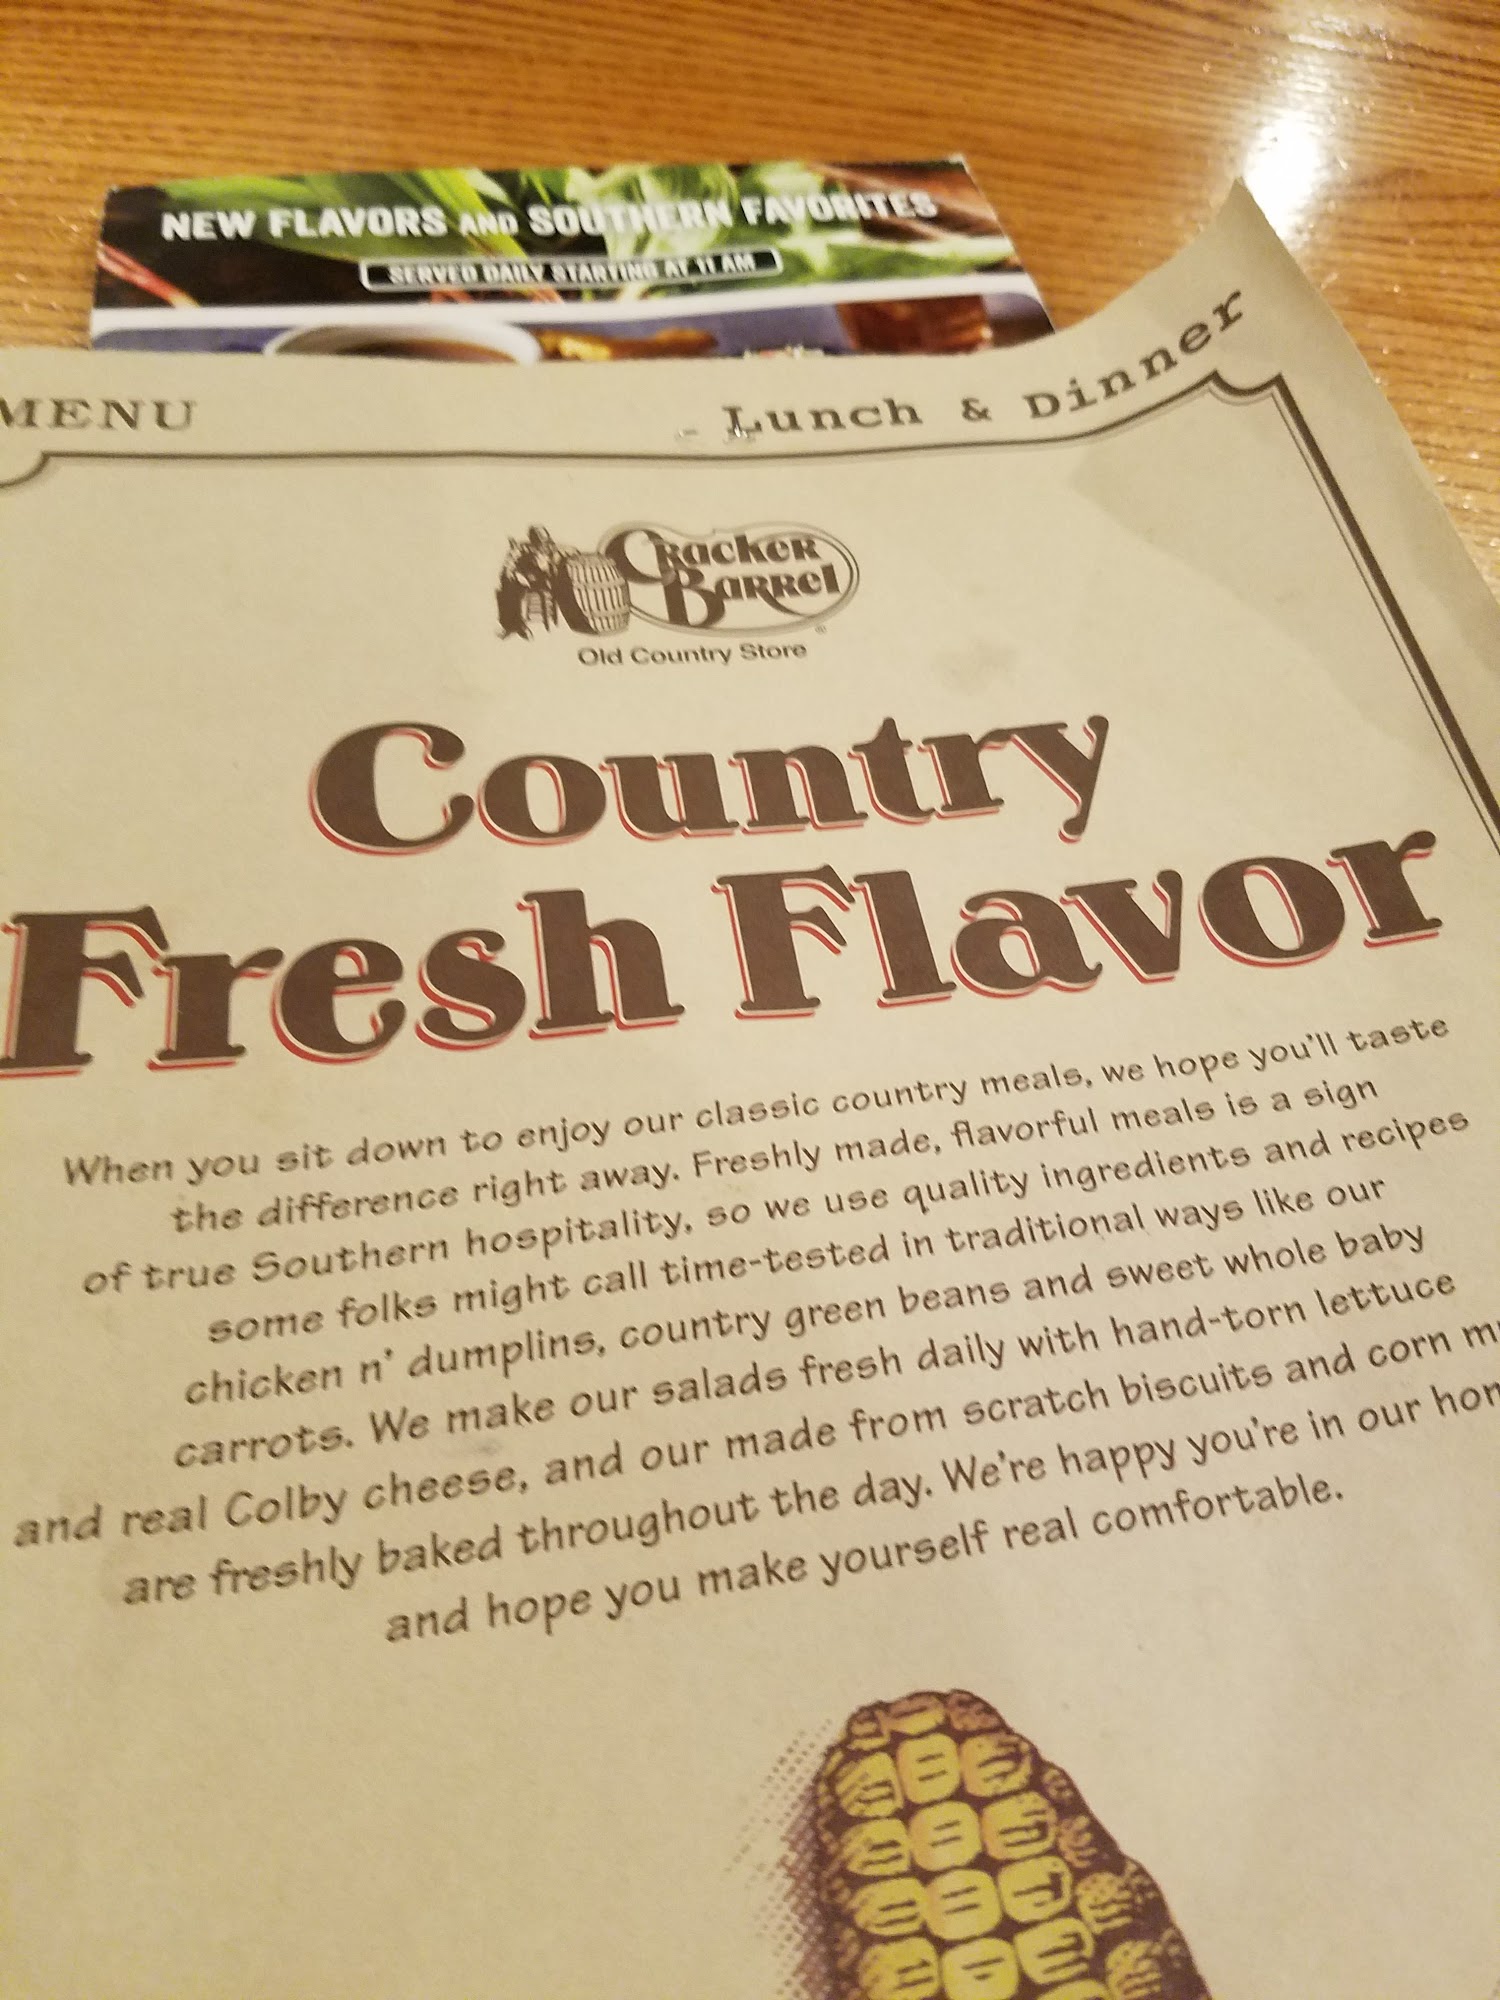 NEW FLAVORS AND SOUTHERN FAVORITES
SERVED DAILY STARTING AT 11 AM
MENU
Lunch & Dinner
Cracker
Barrel
Old Country Store
Country
Fresh Flavor
When you sit down to enjoy our classic country meals, we hope you'll taste
the difference right away. Freshly made, flavorful meals is a sign
of true Southern hospitality, so we use quality ingredients and recipes
some folks might call time-tested in traditional ways like our
chicken n' dumplins, country green beans and sweet whole baby
carrots. We make our salads fresh daily with hand-torn lettuce
and real Colby cheese, and our made from scratch biscuits and corn
are freshly baked throughout the day. We're happy you're in our
and hope you make yourself real comfortable.